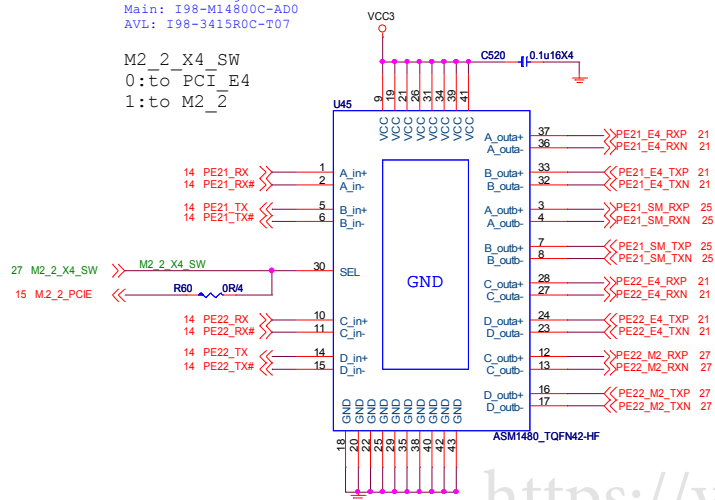 Main: I98-M14800C-AD0
AVL: I98-3415R0C-T07
M2_2_X4_SW
0:to PCI_E4
1:to M2_2
VCC3
C520 0.1u16X4
U45
9 19 21 26 31 34 39 41
VCC VCC VCC VCC VCC VCC VCC VCC
A_outa+ 37 PE21_E4_RXP 21
A_outa- 36 PE21_E4_RXN 21
14 PE21_RX 1 A_in+
14 PE21_RX# 2 A_in-
B_outa+ 33 PE21_E4_TXP 21
B_outa- 32 PE21_E4_TXN 21
14 PE21_TX 5 B_in+
14 PE21_TX# 6 B_in-
A_outb+ 3 PE21_SM_RXP 25
A_outb- 4 PE21_SM_RXN 25
B_outb+ 7 PE21_SM_TXP 25
B_outb- 8 PE21_SM_TXN 25
27 M2_2_X4_SW M2_2_X4_SW 30 SEL
GND
15 M.2_2_PCIE R60 0R/4
C_outa+ 28 PE22_E4_RXP 21
C_outa- 27 PE22_E4_RXN 21
14 PE22_RX 10 C_in+
14 PE22_RX# 11 C_in-
D_outa+ 24 PE22_E4_TXP 21
D_outa- 23 PE22_E4_TXN 21
14 PE22_TX 14 D_in+
14 PE22_TX# 15 D_in-
C_outb+ 12 PE22_M2_RXP 27
C_outb- 13 PE22_M2_RXN 27
D_outb+ 16 PE22_M2_TXP 27
D_outb- 17 PE22_M2_TXN 27
GND GND GND GND GND GND GND GND GND GND
18 20 22 25 29 35 38 40 42 43
ASM1480_TQFN42-HF
https://